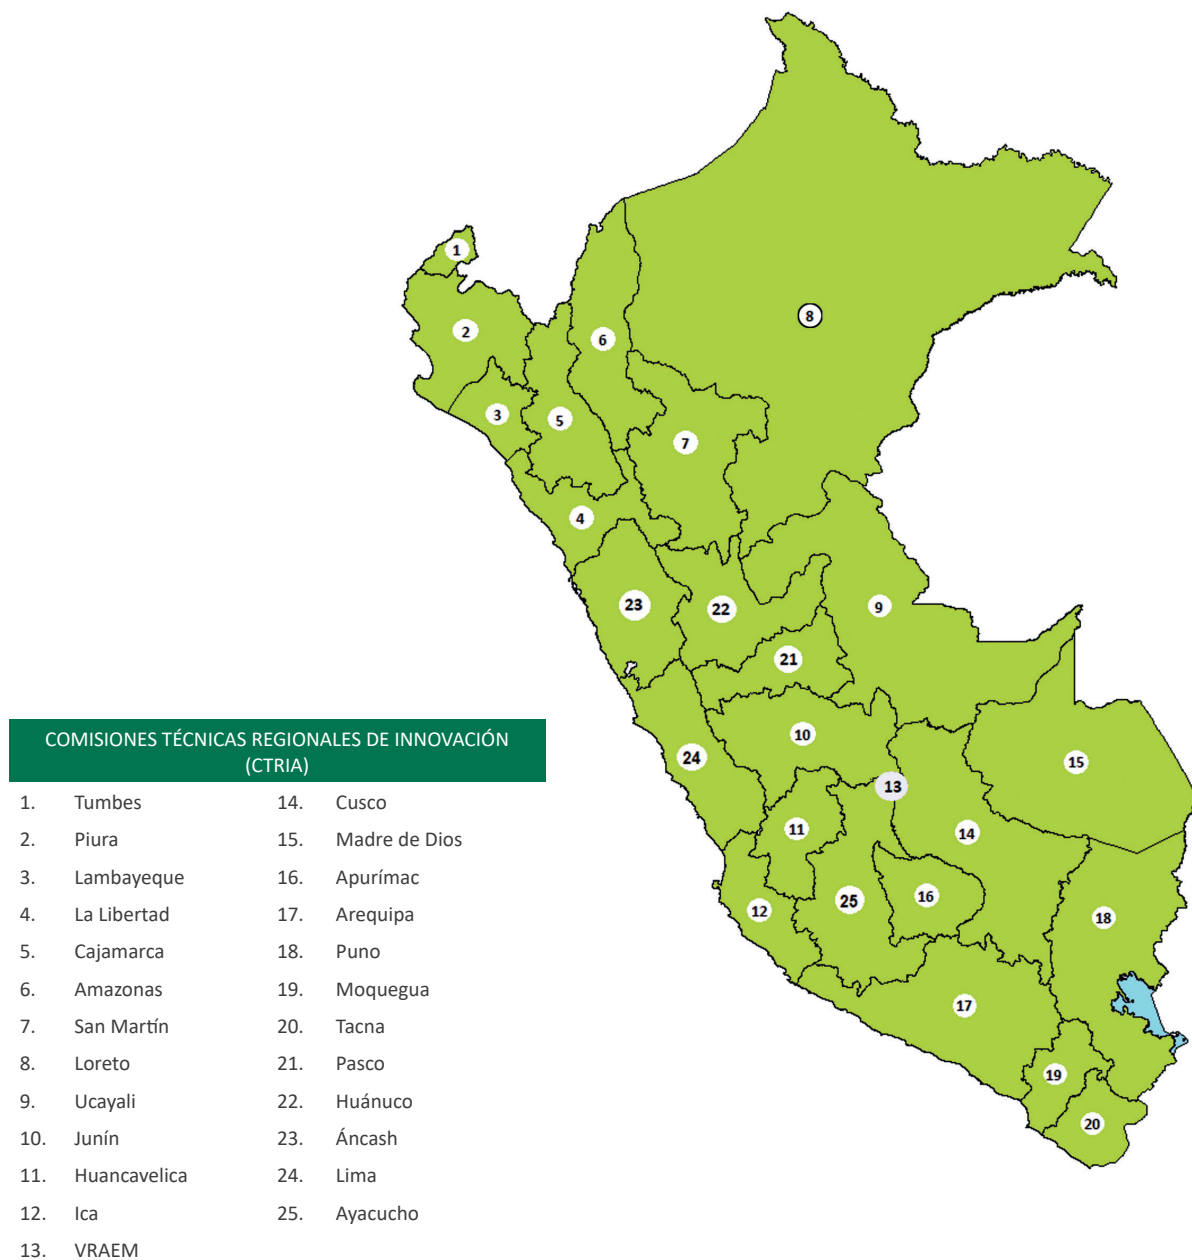 COMISIONES TÉCNICAS REGIONALES DE INNOVACIÓN
(CTRIA)
1. Tumbes
2. Piura
3. Lambayeque
4. La Libertad
5. Cajamarca
6. Amazonas
7. San Martín
8. Loreto
9. Ucayali
10. Junín
11. Huancavelica
12. Ica
13. VRAEM
14. Cusco
15. Madre de Dios
16. Apurímac
17. Arequipa
18. Puno
19. Moquegua
20. Tacna
21. Pasco
22. Huánuco
23. Áncash
24. Lima
25. Ayacucho
1
2
8
6
3
5
7
4
23
22
9
21
10
24
15
13
11
14
16
25
12
18
17
19
20